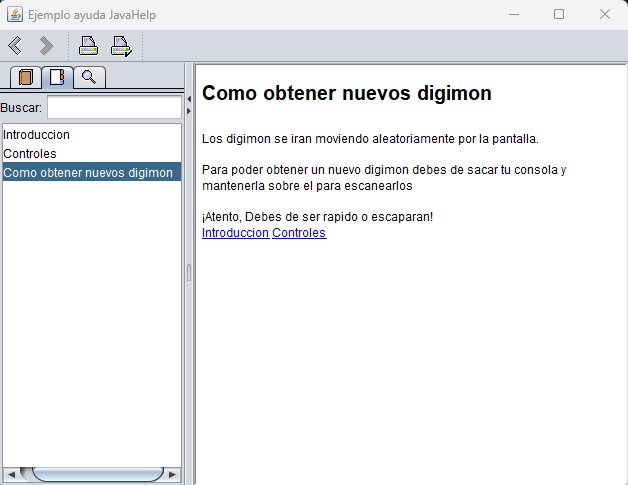 Ejemplo ayuda JavaHelp
Buscar:
Introduccion
Controles
Como obtener nuevos digimon
Como obtener nuevos digimon
Los digimon se iran moviendo aleatoriamente por la pantalla.
Para poder obtener un nuevo digimon debes de sacar tu consola y
mantenerla sobre el para escanearlos
¡Atento, Debes de ser rapido o escaparan!
Introduccion Controles